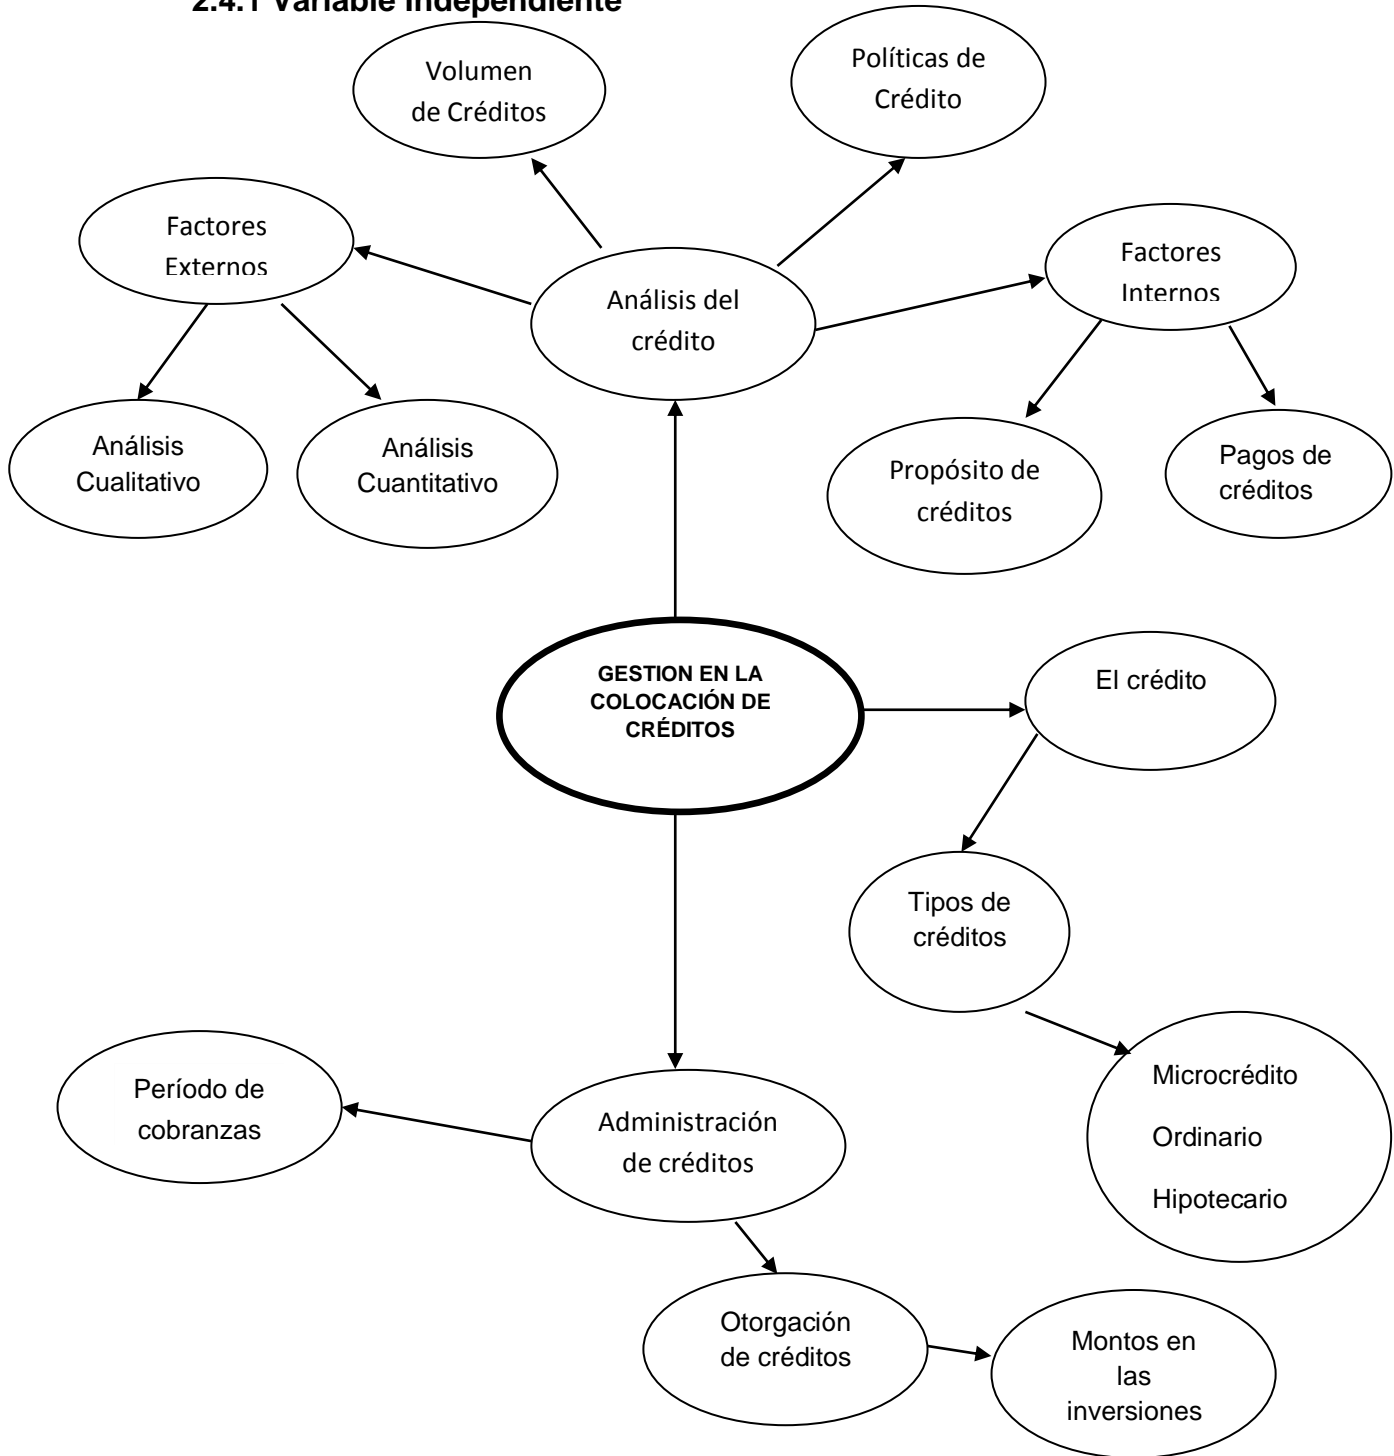 2.4.1 Variable Independiente
Volumen
de Créditos
Políticas de
Crédito
Factores
Externos
Análisis del
crédito
Factores
Internos
Análisis
Cualitativo
Análisis
Cuantitativo
Propósito de
créditos
Pagos de
créditos
GESTION EN LA
COLOCACIÓN DE
CRÉDITOS
El crédito
Tipos de
créditos
Microcrédito
Ordinario
Hipotecario
Período de
cobranzas
Administración
de créditos
Otorgación
de créditos
Montos en
las
inversiones